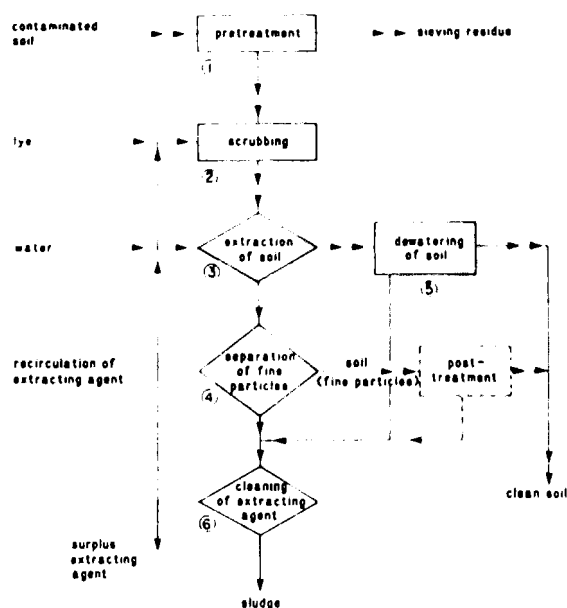 contaminated
soil
pretreatment
sieving residue
1
lye
scrubbing
2
water
extraction
of soil
dewatering
of soil
3
5
recirculation of
extracting agent
separation
of fine
particles
soil
(fine particles)
post-
treatment
4
cleaning
of extracting
agent
clean soil
6
surplus
extracting
agent
sludge